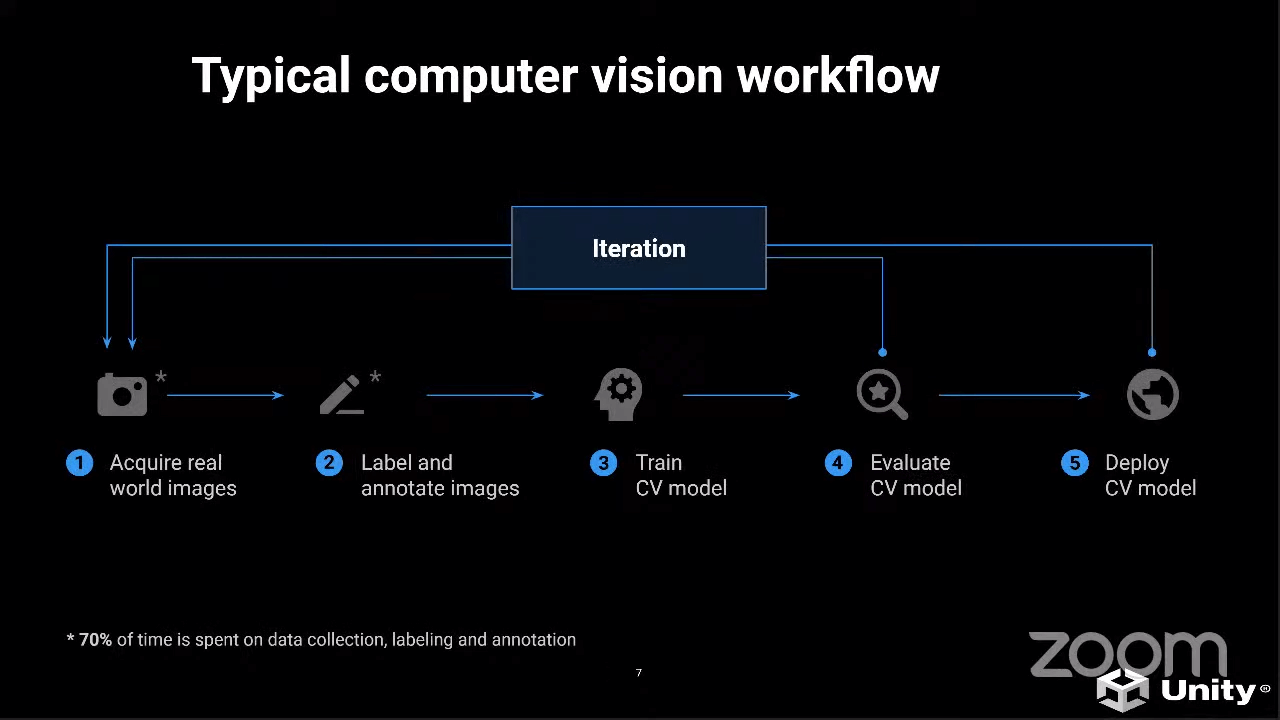 Typical computer vision workflow
Iteration
*
*
1 Acquire real
world images
2 Label and
annotate images
3 Train
CV model
4 Evaluate
CV model
5 Deploy
CV model
* 70% of time is spent on data collection, labeling and annotation
7
zoom
Unity®